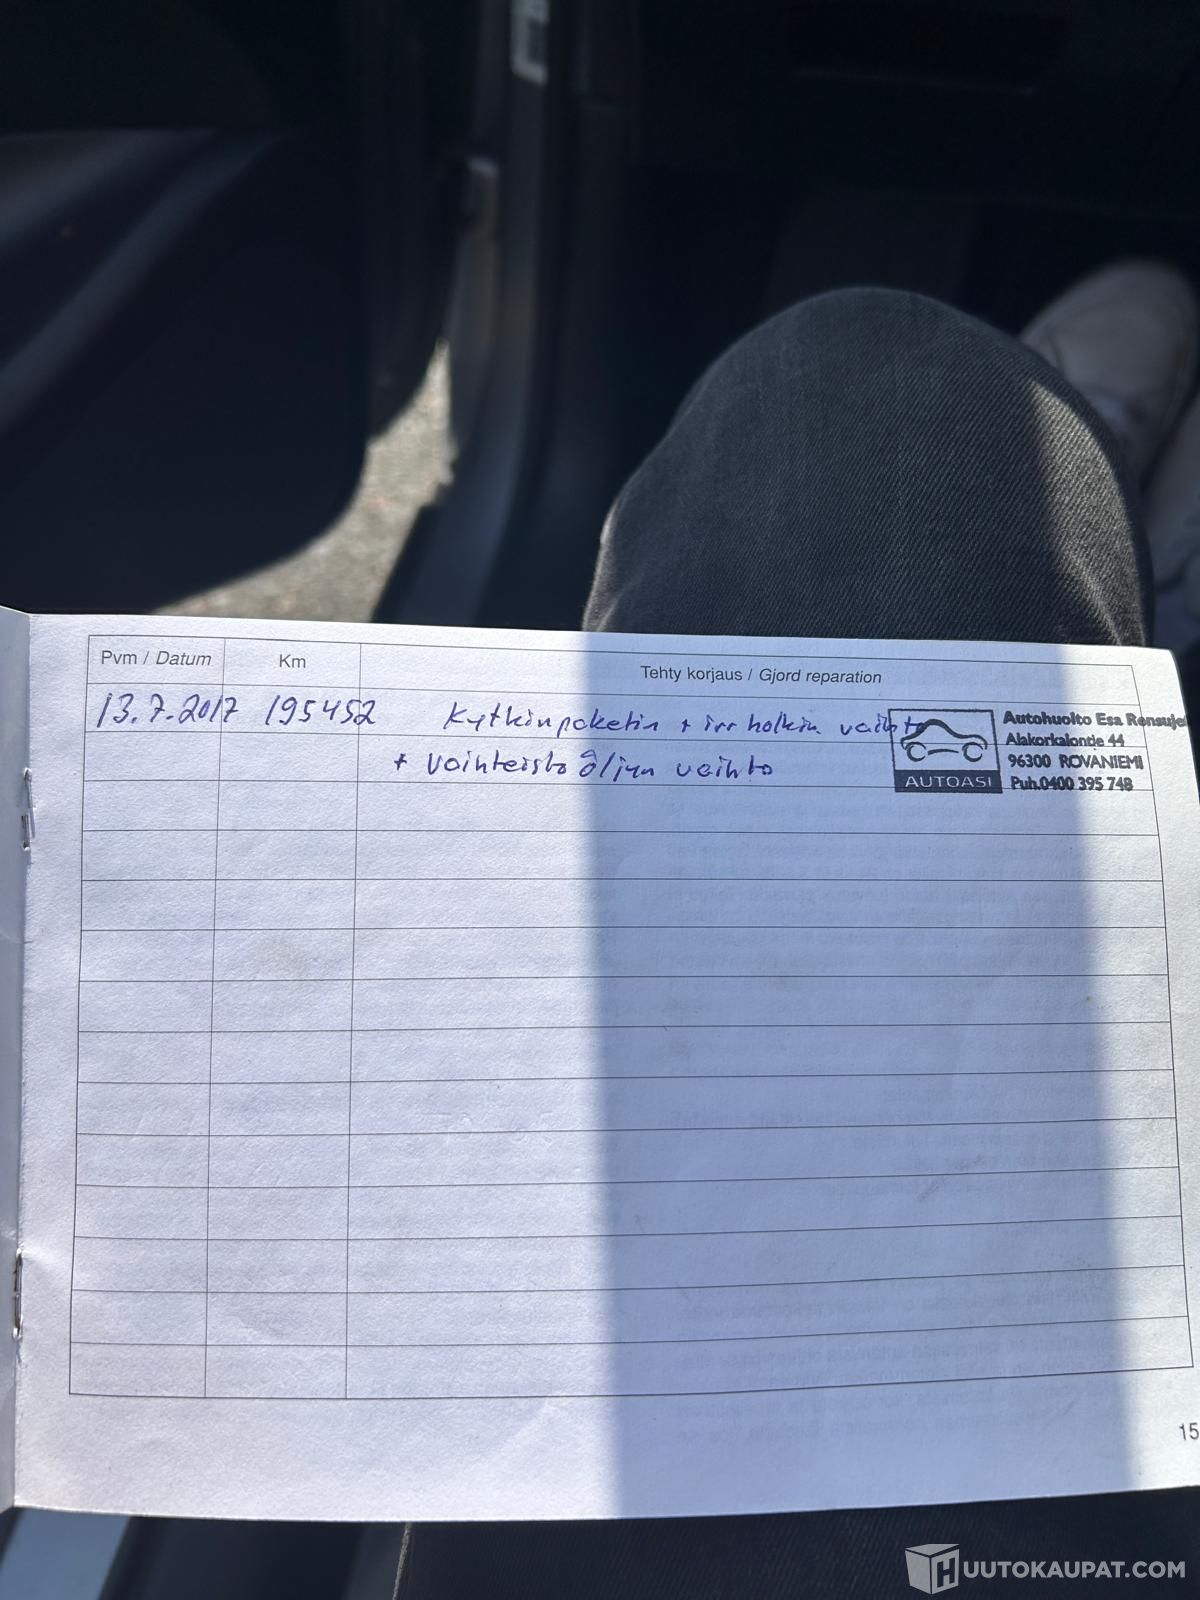 Pvm / Datum Km Tehty korjaus / Gjord reparation
13.7.2017 195452 Kytkinpaketin + irr holkin vaihto
+ Vaihteisto öljyn vaihto
Autohuolto Esa Rensujef
Alakorkalontie 44
96300 ROVANIEMI
AUTOASI Puh.0400 395 748
15
HUUTOKAUPAT.COM